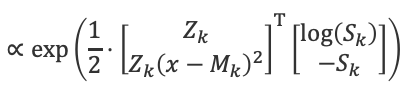 ∝ exp(1/2 · [Z_k; Z_k(x − M_k)²]^T [log(S_k); −S_k])